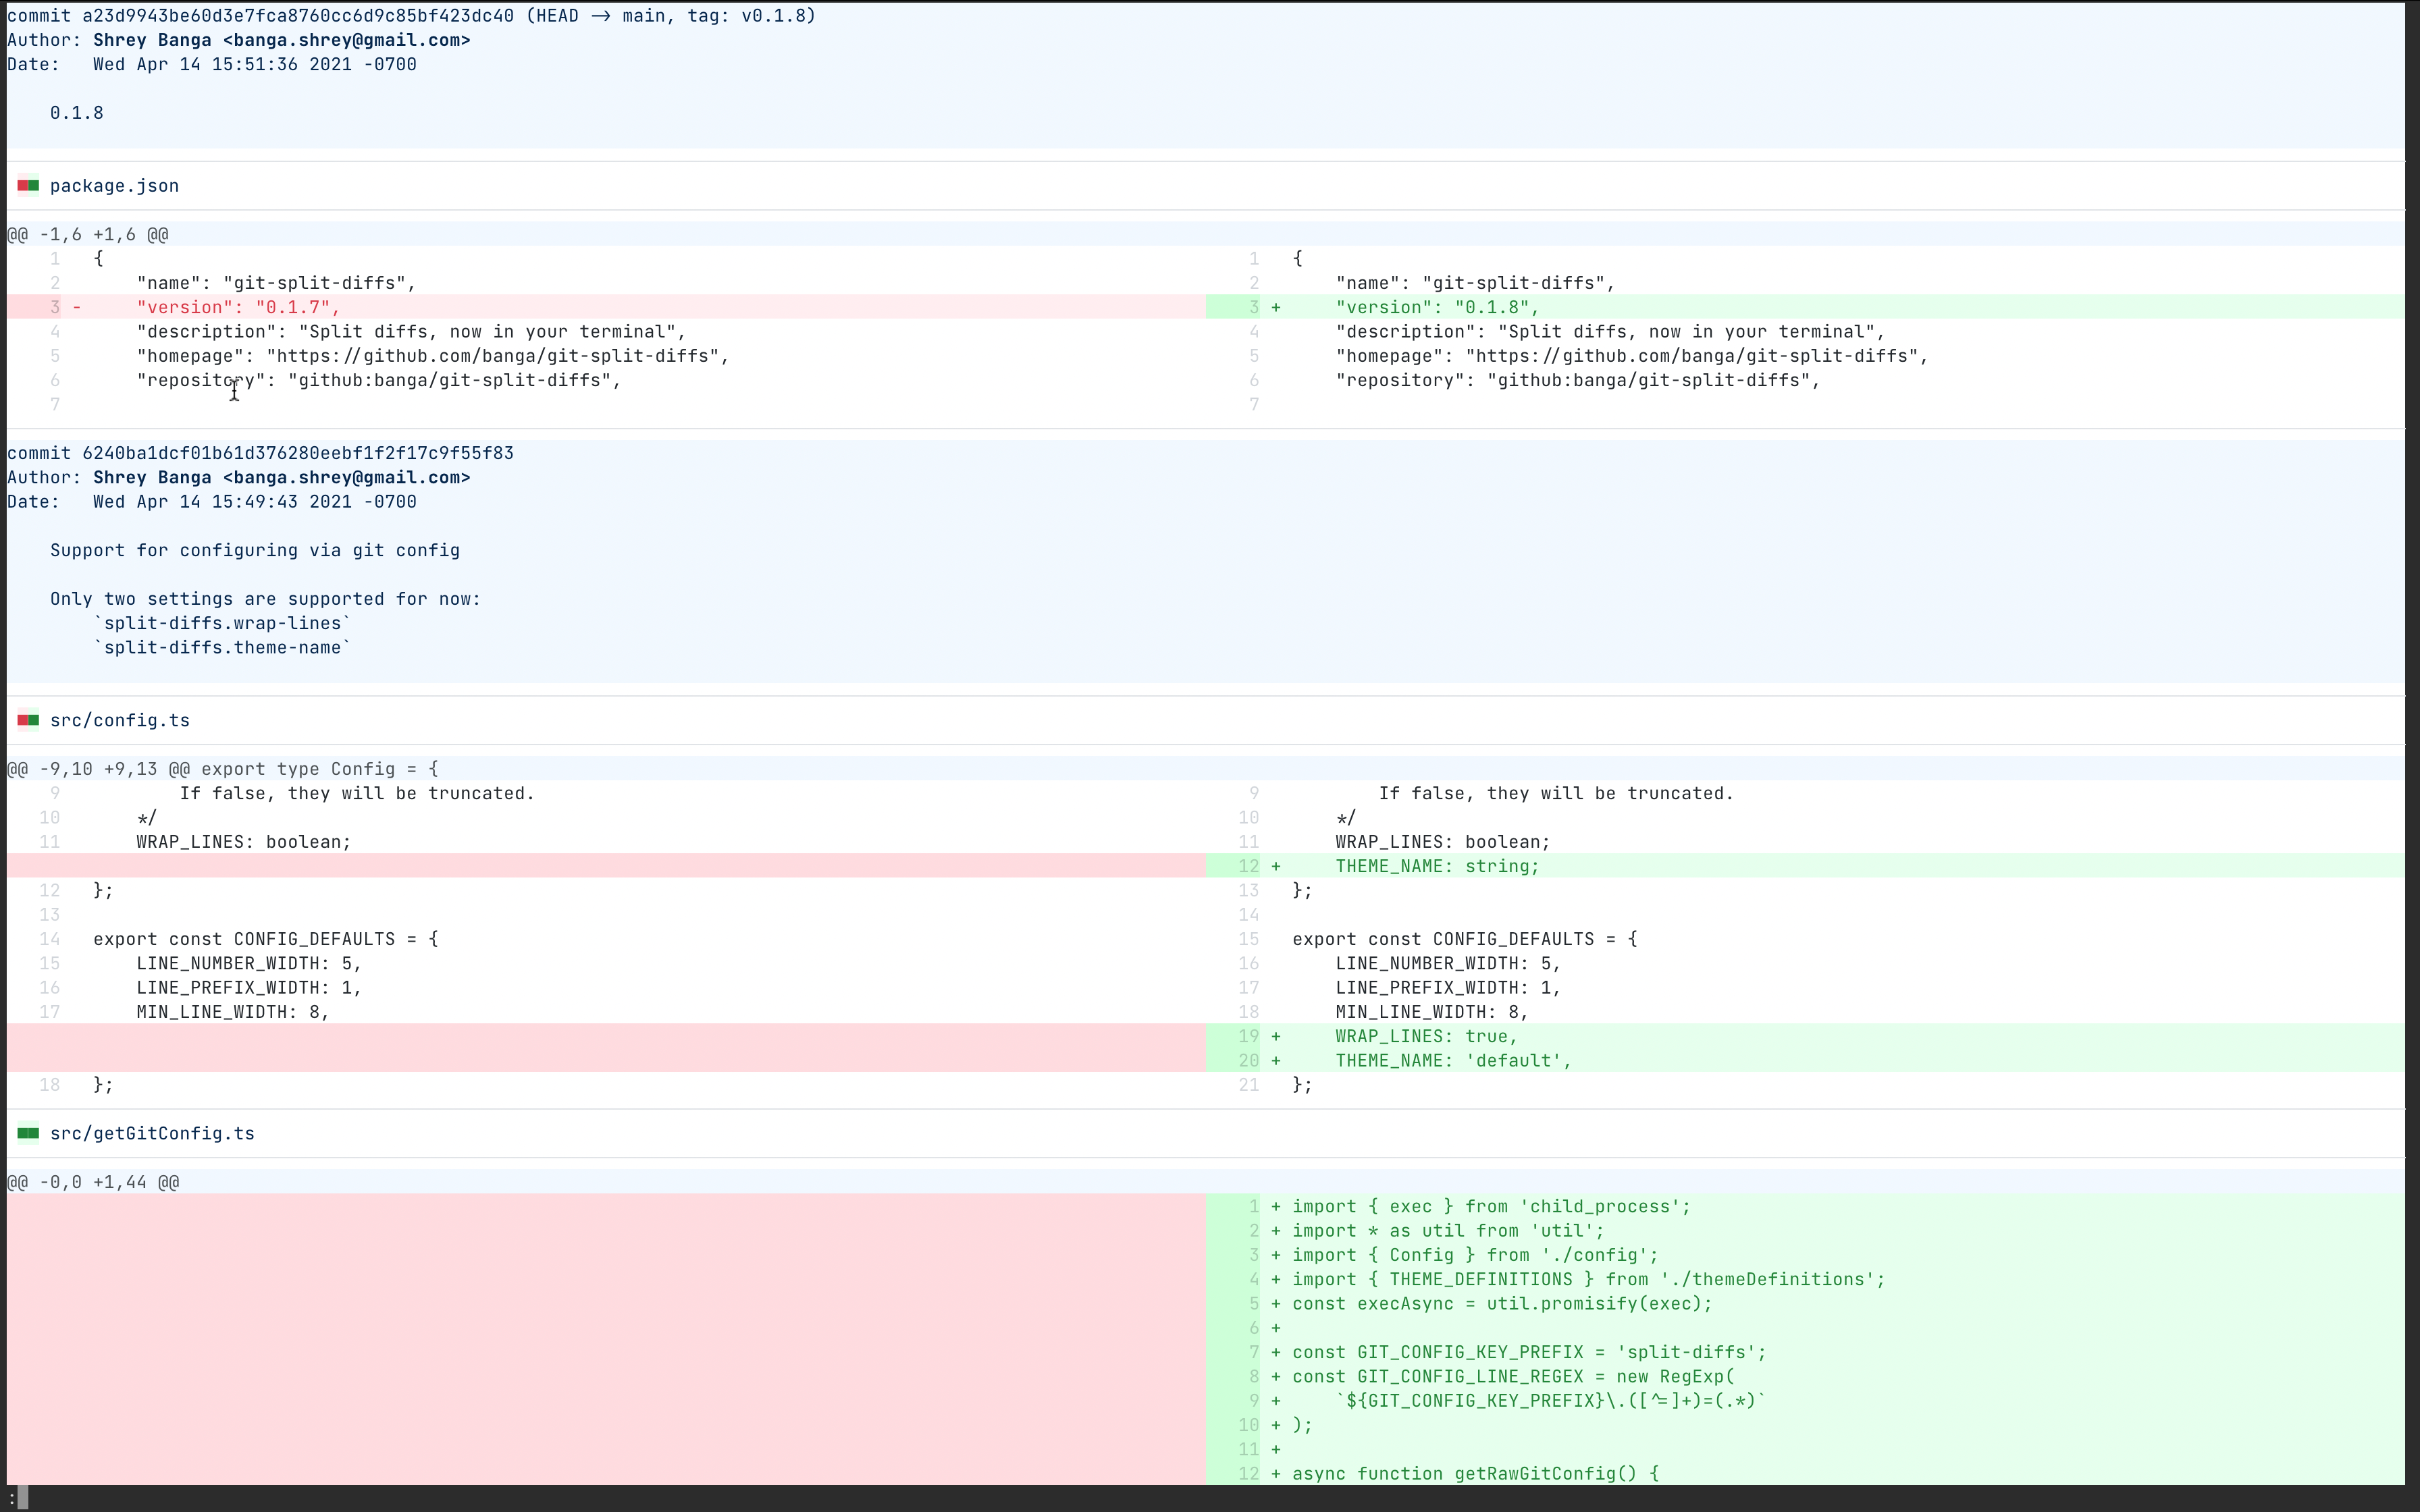 commit a23d9943be60d3e7fca8760cc6d9c85bf423dc40 (HEAD -> main, tag: v0.1.8)
Author: Shrey Banga <banga.shrey@gmail.com>
Date:   Wed Apr 14 15:51:36 2021 -0700
    0.1.8
package.json
@@ -1,6 +1,6 @@
1   {   1   {
2       "name": "git-split-diffs",   2       "name": "git-split-diffs",
3 -     "version": "0.1.7",   3 +     "version": "0.1.8",
4       "description": "Split diffs, now in your terminal",   4       "description": "Split diffs, now in your terminal",
5       "homepage": "https://github.com/banga/git-split-diffs",   5       "homepage": "https://github.com/banga/git-split-diffs",
6       "repository": "github:banga/git-split-diffs",   6       "repository": "github:banga/git-split-diffs",
7   7
commit 6240ba1dcf01b61d376280eebf1f2f17c9f55f83
Author: Shrey Banga <banga.shrey@gmail.com>
Date:   Wed Apr 14 15:49:43 2021 -0700
    Support for configuring via git config
    Only two settings are supported for now:
        `split-diffs.wrap-lines`
        `split-diffs.theme-name`
src/config.ts
@@ -9,10 +9,13 @@ export type Config = {
9           If false, they will be truncated.   9           If false, they will be truncated.
10      */   10      */
11      WRAP_LINES: boolean;   11      WRAP_LINES: boolean;
12 +    THEME_NAME: string;
12  };   13  };
13   14
14  export const CONFIG_DEFAULTS = {   15  export const CONFIG_DEFAULTS = {
15      LINE_NUMBER_WIDTH: 5,   16      LINE_NUMBER_WIDTH: 5,
16      LINE_PREFIX_WIDTH: 1,   17      LINE_PREFIX_WIDTH: 1,
17      MIN_LINE_WIDTH: 8,   18      MIN_LINE_WIDTH: 8,
19 +    WRAP_LINES: true,
20 +    THEME_NAME: 'default',
18  };   21  };
src/getGitConfig.ts
@@ -0,0 +1,44 @@
1 + import { exec } from 'child_process';
2 + import * as util from 'util';
3 + import { Config } from './config';
4 + import { THEME_DEFINITIONS } from './themeDefinitions';
5 + const execAsync = util.promisify(exec);
6 +
7 + const GIT_CONFIG_KEY_PREFIX = 'split-diffs';
8 + const GIT_CONFIG_LINE_REGEX = new RegExp(
9 +     `${GIT_CONFIG_KEY_PREFIX}\.([^=]+)=(.*)`
10 + );
11 +
12 + async function getRawGitConfig() {
: